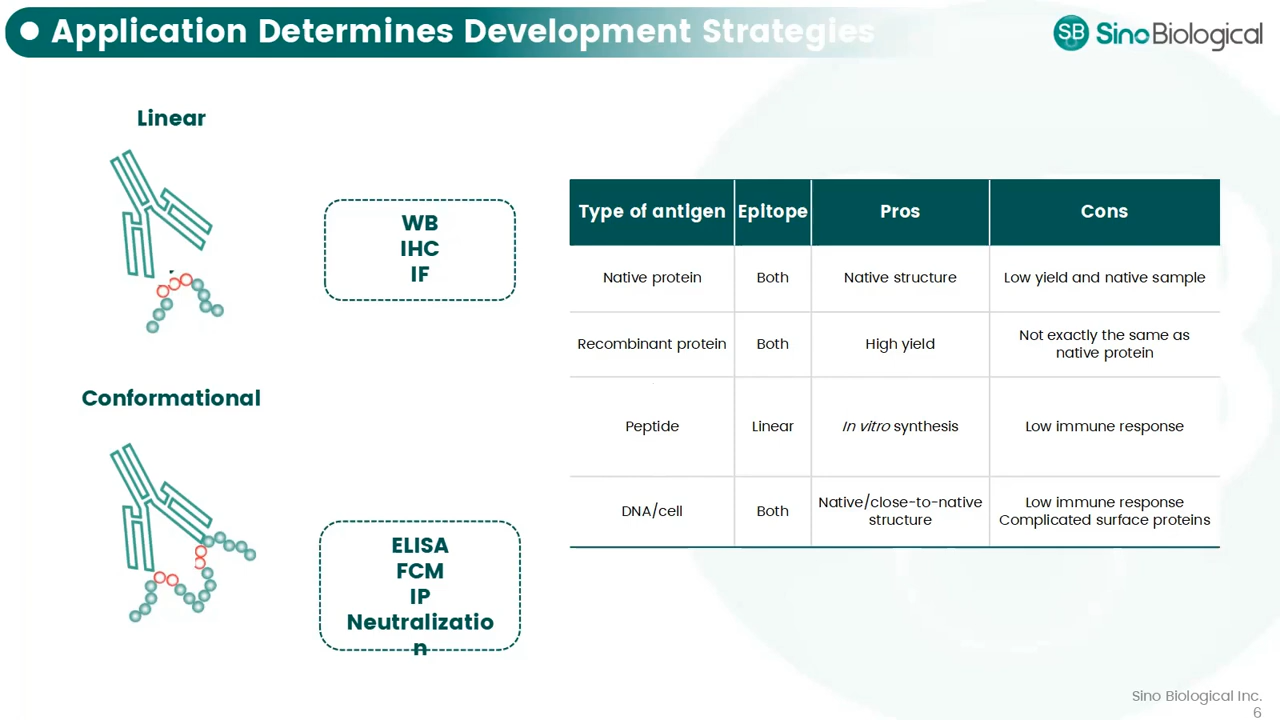 Application Determines Development Strategies
SB SinoBiological
Linear
WB
IHC
IF
Conformational
ELISA
FCM
IP
Neutralizatio
n
Type of antigen Epitope Pros Cons
Native protein Both Native structure Low yield and native sample
Recombinant protein Both High yield Not exactly the same as
native protein
Peptide Linear In vitro synthesis Low immune response
DNA/cell Both Native/close-to-native
structure
Low immune response
Complicated surface proteins
Sino Biological Inc.
6